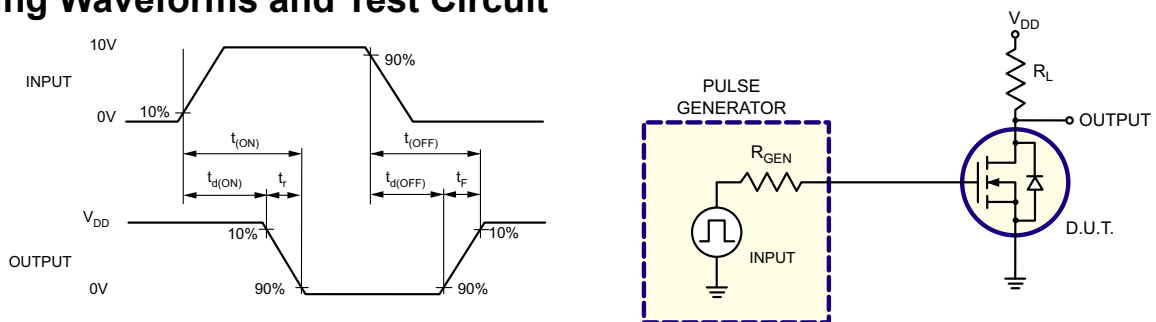 ing Waveforms and Test Circuit
10V
INPUT
0V
10%
90%
t(ON)
t(OFF)
td(ON)
tr
td(OFF)
tF
VDD
10%
10%
OUTPUT
0V
90%
90%
PULSE
GENERATOR
RGEN
INPUT
VDD
RL
OUTPUT
D.U.T.